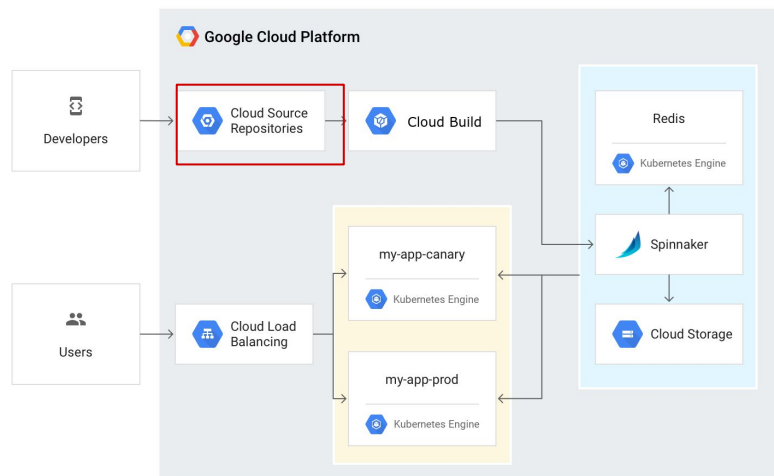 Google Cloud Platform
Developers
Cloud Source
Repositories
Cloud Build
Redis
Kubernetes Engine
Spinnaker
Cloud Storage
my-app-canary
Kubernetes Engine
Users
Cloud Load
Balancing
my-app-prod
Kubernetes Engine